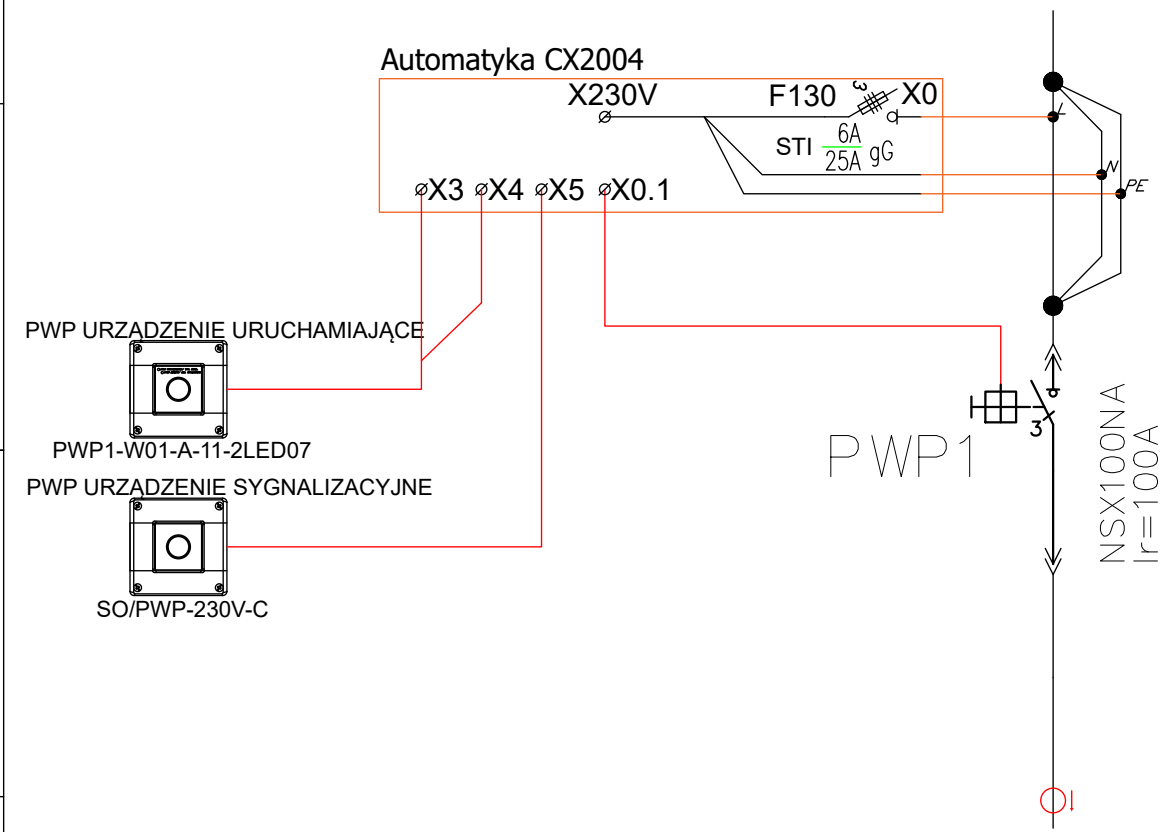 Automatyka CX2004
X230V
F130
3
X0
STI 6A
25A gG
L
N
PE
X3
X4
X5
X0.1
PWP URZĄDZENIE URUCHAMIAJĄCE
PWP1-W01-A-11-2LED07
PWP URZĄDZENIE SYGNALIZACYJNE
SO/PWP-230V-C
PWP1
3
NSX100NA
Ir=100A